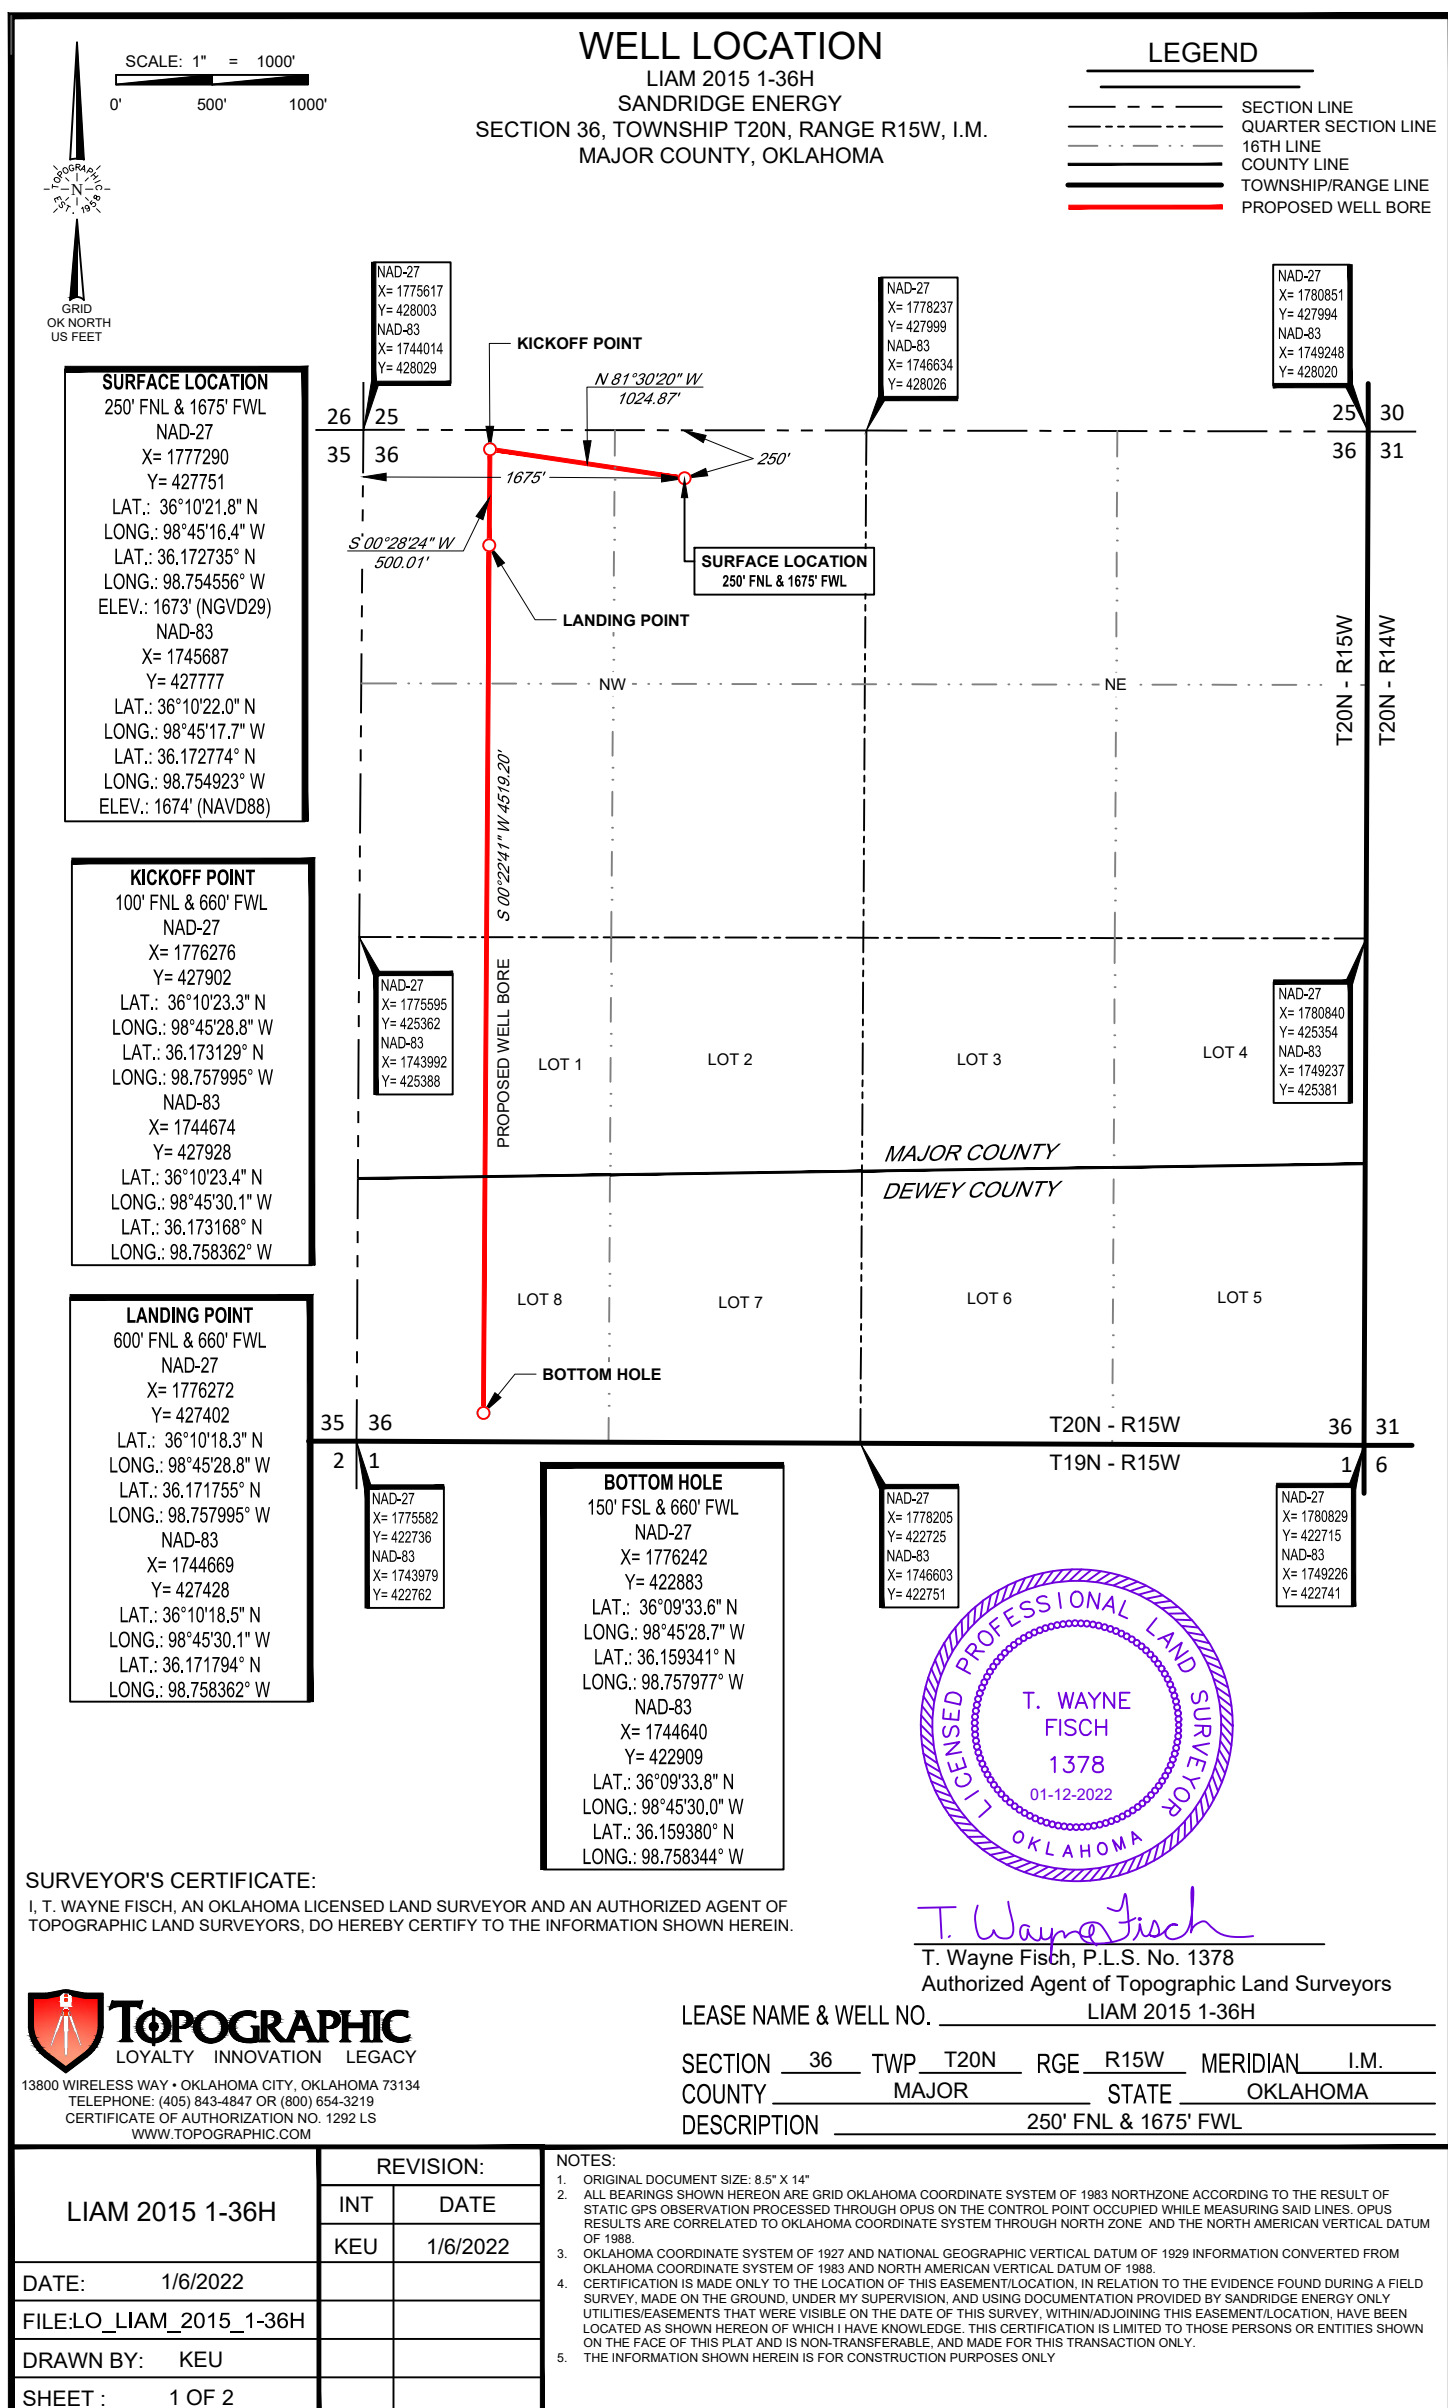 WELL LOCATION
LIAM 2015 1-36H
SANDRIDGE ENERGY
SECTION 36, TOWNSHIP T20N, RANGE R15W, I.M.
MAJOR COUNTY, OKLAHOMA
SCALE: 1" = 1000'
0' 500' 1000'
TOPOGRAPHIC
N
EST. 1958
GRID
OK NORTH
US FEET
LEGEND
SECTION LINE
QUARTER SECTION LINE
16TH LINE
COUNTY LINE
TOWNSHIP/RANGE LINE
PROPOSED WELL BORE
NAD-27
X= 1775617
Y= 428003
NAD-83
X= 1744014
Y= 428029
NAD-27
X= 1778237
Y= 427999
NAD-83
X= 1746634
Y= 428026
NAD-27
X= 1780851
Y= 427994
NAD-83
X= 1749248
Y= 428020
KICKOFF POINT
N 81°30'20" W
1024.87'
26 25
35 36
25 30
36 31
250'
1675'
S 00°28'24" W
500.01'
SURFACE LOCATION
250' FNL & 1675' FWL
LANDING POINT
NW
NE
T20N - R15W
T20N - R14W
S 00°22'41" W 4519.20'
PROPOSED WELL BORE
SURFACE LOCATION
250' FNL & 1675' FWL
NAD-27
X= 1777290
Y= 427751
LAT.: 36°10'21.8" N
LONG.: 98°45'16.4" W
LAT.: 36.172735° N
LONG.: 98.754556° W
ELEV.: 1673' (NGVD29)
NAD-83
X= 1745687
Y= 427777
LAT.: 36°10'22.0" N
LONG.: 98°45'17.7" W
LAT.: 36.172774° N
LONG.: 98.754923° W
ELEV.: 1674' (NAVD88)
KICKOFF POINT
100' FNL & 660' FWL
NAD-27
X= 1776276
Y= 427902
LAT.: 36°10'23.3" N
LONG.: 98°45'28.8" W
LAT.: 36.173129° N
LONG.: 98.757995° W
NAD-83
X= 1744674
Y= 427928
LAT.: 36°10'23.4" N
LONG.: 98°45'30.1" W
LAT.: 36.173168° N
LONG.: 98.758362° W
NAD-27
X= 1775595
Y= 425362
NAD-83
X= 1743992
Y= 425388
NAD-27
X= 1780840
Y= 425354
NAD-83
X= 1749237
Y= 425381
LOT 1
LOT 2
LOT 3
LOT 4
MAJOR COUNTY
DEWEY COUNTY
LOT 8
LOT 7
LOT 6
LOT 5
BOTTOM HOLE
LANDING POINT
600' FNL & 660' FWL
NAD-27
X= 1776272
Y= 427402
LAT.: 36°10'18.3" N
LONG.: 98°45'28.8" W
LAT.: 36.171755° N
LONG.: 98.757995° W
NAD-83
X= 1744669
Y= 427428
LAT.: 36°10'18.5" N
LONG.: 98°45'30.1" W
LAT.: 36.171794° N
LONG.: 98.758362° W
35 36
2 1
T20N - R15W
T19N - R15W
36 31
1 6
NAD-27
X= 1775582
Y= 422736
NAD-83
X= 1743979
Y= 422762
BOTTOM HOLE
150' FSL & 660' FWL
NAD-27
X= 1776242
Y= 422883
LAT.: 36°09'33.6" N
LONG.: 98°45'28.7" W
LAT.: 36.159341° N
LONG.: 98.757977° W
NAD-83
X= 1744640
Y= 422909
LAT.: 36°09'33.8" N
LONG.: 98°45'30.0" W
LAT.: 36.159380° N
LONG.: 98.758344° W
NAD-27
X= 1778205
Y= 422725
NAD-83
X= 1746603
Y= 422751
NAD-27
X= 1780829
Y= 422715
NAD-83
X= 1749226
Y= 422741
LICENSED PROFESSIONAL LAND SURVEYOR
T. WAYNE
FISCH
1378
01-12-2022
OKLAHOMA
SURVEYOR'S CERTIFICATE:
I, T. WAYNE FISCH, AN OKLAHOMA LICENSED LAND SURVEYOR AND AN AUTHORIZED AGENT OF
TOPOGRAPHIC LAND SURVEYORS, DO HEREBY CERTIFY TO THE INFORMATION SHOWN HEREIN.
T. Wayne Fisch
T. Wayne Fisch, P.L.S. No. 1378
Authorized Agent of Topographic Land Surveyors
TOPOGRAPHIC
LOYALTY INNOVATION LEGACY
13800 WIRELESS WAY • OKLAHOMA CITY, OKLAHOMA 73134
TELEPHONE: (405) 843-4847 OR (800) 654-3219
CERTIFICATE OF AUTHORIZATION NO. 1292 LS
WWW.TOPOGRAPHIC.COM
LEASE NAME & WELL NO. LIAM 2015 1-36H
SECTION 36 TWP T20N RGE R15W MERIDIAN I.M.
COUNTY MAJOR STATE OKLAHOMA
DESCRIPTION 250' FNL & 1675' FWL
LIAM 2015 1-36H
REVISION:
INT DATE
KEU 1/6/2022
DATE: 1/6/2022
FILE:LO_LIAM_2015_1-36H
DRAWN BY: KEU
SHEET : 1 OF 2
NOTES:
1. ORIGINAL DOCUMENT SIZE: 8.5" X 14"
2. ALL BEARINGS SHOWN HEREON ARE GRID OKLAHOMA COORDINATE SYSTEM OF 1983 NORTHZONE ACCORDING TO THE RESULT OF
STATIC GPS OBSERVATION PROCESSED THROUGH OPUS ON THE CONTROL POINT OCCUPIED WHILE MEASURING SAID LINES. OPUS
RESULTS ARE CORRELATED TO OKLAHOMA COORDINATE SYSTEM THROUGH NORTH ZONE AND THE NORTH AMERICAN VERTICAL DATUM
OF 1988.
3. OKLAHOMA COORDINATE SYSTEM OF 1927 AND NATIONAL GEOGRAPHIC VERTICAL DATUM OF 1929 INFORMATION CONVERTED FROM
OKLAHOMA COORDINATE SYSTEM OF 1983 AND NORTH AMERICAN VERTICAL DATUM OF 1988.
4. CERTIFICATION IS MADE ONLY TO THE LOCATION OF THIS EASEMENT/LOCATION, IN RELATION TO THE EVIDENCE FOUND DURING A FIELD
SURVEY, MADE ON THE GROUND, UNDER MY SUPERVISION, AND USING DOCUMENTATION PROVIDED BY SANDRIDGE ENERGY ONLY
UTILITIES/EASEMENTS THAT WERE VISIBLE ON THE DATE OF THIS SURVEY, WITHIN/ADJOINING THIS EASEMENT/LOCATION, HAVE BEEN
LOCATED AS SHOWN HEREON OF WHICH I HAVE KNOWLEDGE. THIS CERTIFICATION IS LIMITED TO THOSE PERSONS OR ENTITIES SHOWN
ON THE FACE OF THIS PLAT AND IS NON-TRANSFERABLE, AND MADE FOR THIS TRANSACTION ONLY.
5. THE INFORMATION SHOWN HEREIN IS FOR CONSTRUCTION PURPOSES ONLY